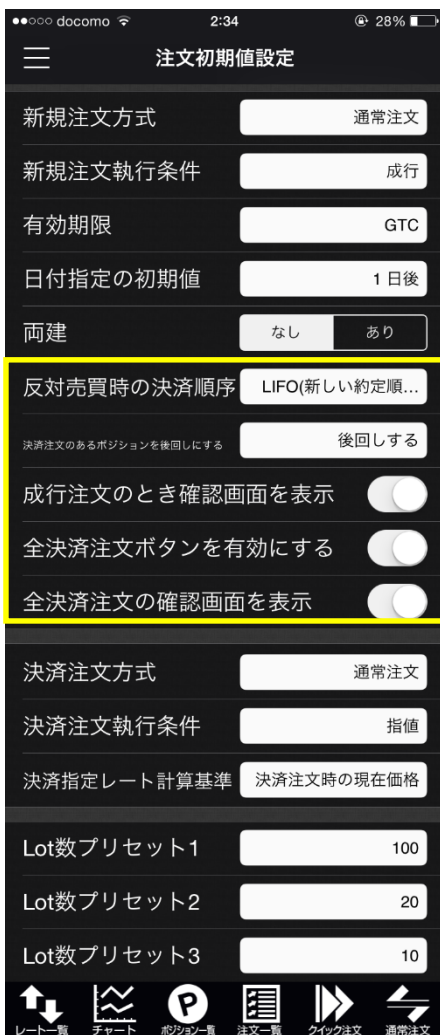 docomo 2:34 28%
注文初期値設定
新規注文方式 通常注文
新規注文執行条件 成行
有効期限 GTC
日付指定の初期値 1 日後
両建 なし あり
反対売買時の決済順序 LIFO(新しい約定順...
決済注文のあるポジションを後回しにする 後回しする
成行注文のとき確認画面を表示
全決済注文ボタンを有効にする
全決済注文の確認画面を表示
決済注文方式 通常注文
決済注文執行条件 指値
決済指定レート計算基準 決済注文時の現在価格
Lot数プリセット1 100
Lot数プリセット2 20
Lot数プリセット3 10
P
レート一覧 チャート ポジション一覧 注文一覧 クイック注文 通常注文